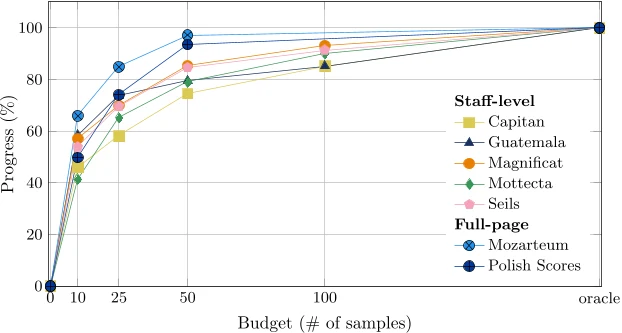 Progress (%)
100
80
60
40
20
0
0 10 25 50 100 oracle
Budget (# of samples)
Staff-level
Capitan
Guatemala
Magnificat
Mottecta
Seils
Full-page
Mozarteum
Polish Scores